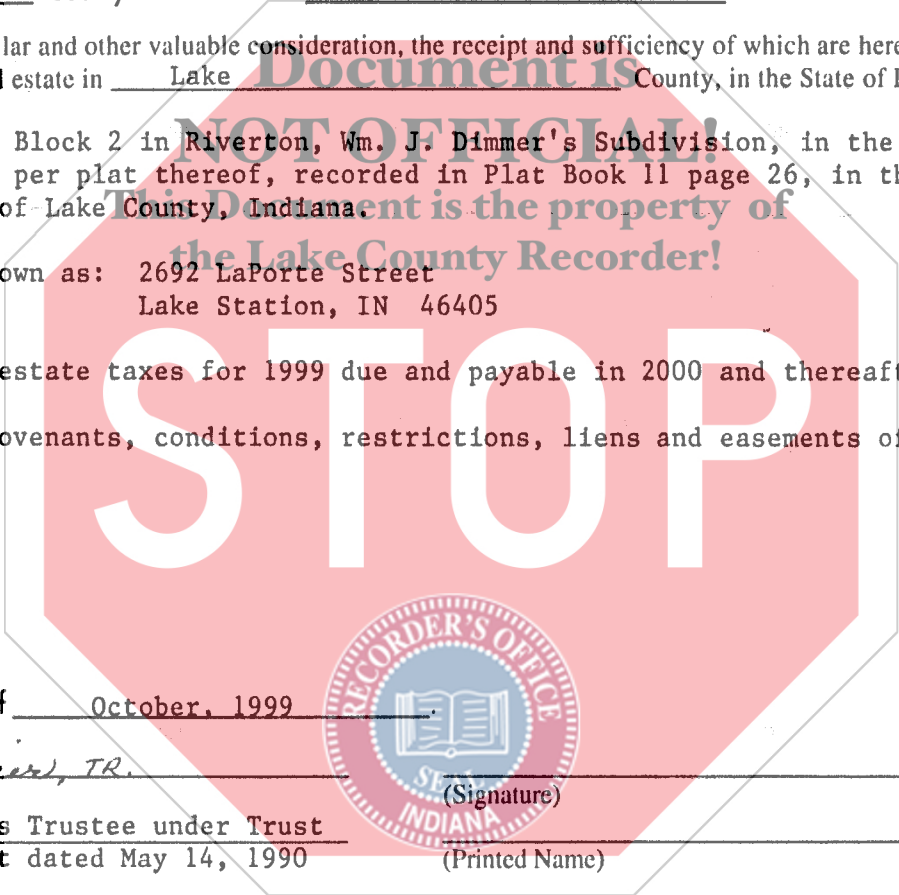 lar and other valuable consideration, the receipt and sufficiency of which are here
estate in Lake County, in the State of
Document is
NOT OFFICIAL!
This Document is the property of
the Lake County Recorder!
Block 2 in Riverton, Wm. J. Dimmer's Subdivision, in the
per plat thereof, recorded in Plat Book 11 page 26, in th
of Lake County, Indiana.
own as: 2692 LaPorte Street
Lake Station, IN 46405
estate taxes for 1999 due and payable in 2000 and thereaft
ovenants, conditions, restrictions, liens and easements of
STOP
October, 1999.
TR.
(Signature)
s Trustee under Trust
t dated May 14, 1990
(Printed Name)
RECORDER'S OFFICE
SEAL
INDIANA